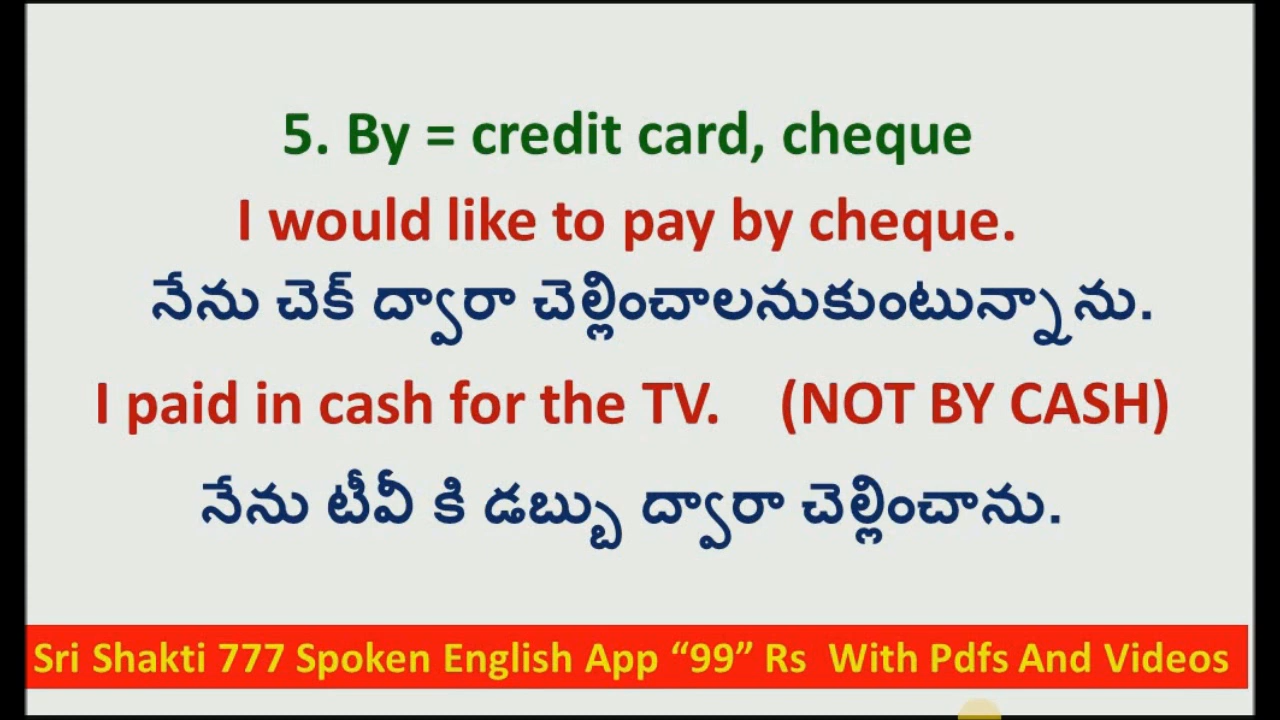 5. By = credit card, cheque
I would like to pay by cheque.
నేను చెక్ ద్వారా చెల్లించాలనుకుంటున్నాను.
I paid in cash for the TV. (NOT BY CASH)
నేను టీవీ కి డబ్బు ద్వారా చెల్లించాను.
Sri Shakti 777 Spoken English App “99” Rs With Pdfs And Videos